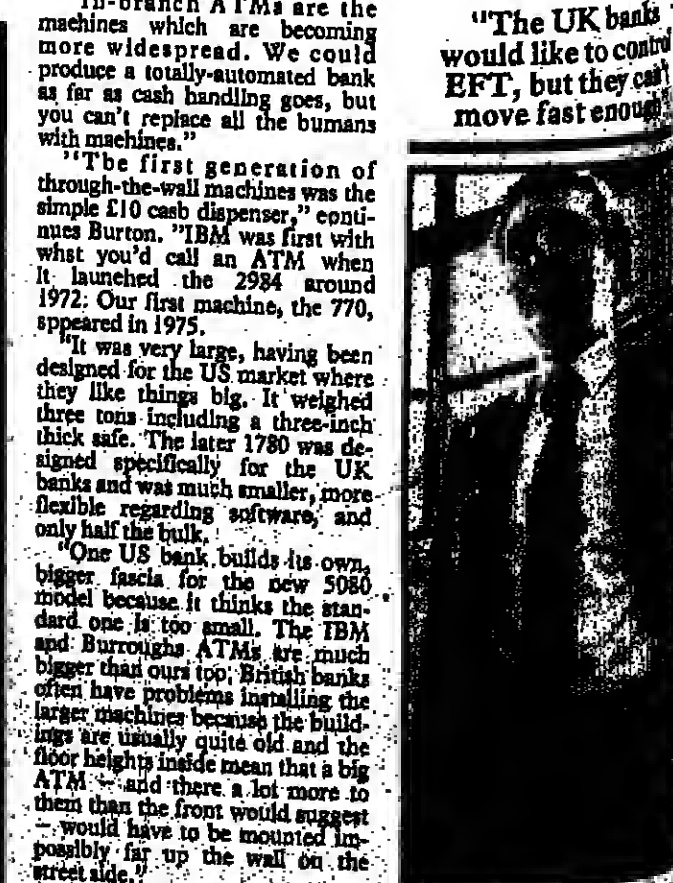 In-branch ATMs are the
machines which are becoming
more widespread. We could
produce a totally-automated bank
as far as cash handling goes, but
you can't replace all the bumans
with machines."
"Tbe first generation of
through-the-wall machines was the
simple £10 casb dispenser," conti-
nues Burton. "IBM was first with
whst you'd call an ATM when
It launched the 2984 around
1972: Our first machine, the 770,
sppeared in 1975.
"It was very large, having been
designed for the US market where
they like things big. It weighed
three tons including a three-inch
thick safe. The later 1780 was de-
signed specifically for the UK
banks and was much smaller, more
flexible regarding software, and
only half the bulk.
"One US bank builds its own,
bigger fascia for the new 5080
model because it thinks the stan-
dard one is too small. The IBM
and Burroughs ATMs are much
bigger than ours too; British banks
often have problems installing the
larger machines because the build-
ings are usually quite old and the
floor heights inside mean that a big
ATM — and there a lot more to
them than the front would suggest
— would have to be mounted im-
possibly far up the wall on the
street side."
"The UK banks
would like to control
EFT, but they can't
move fast enough"